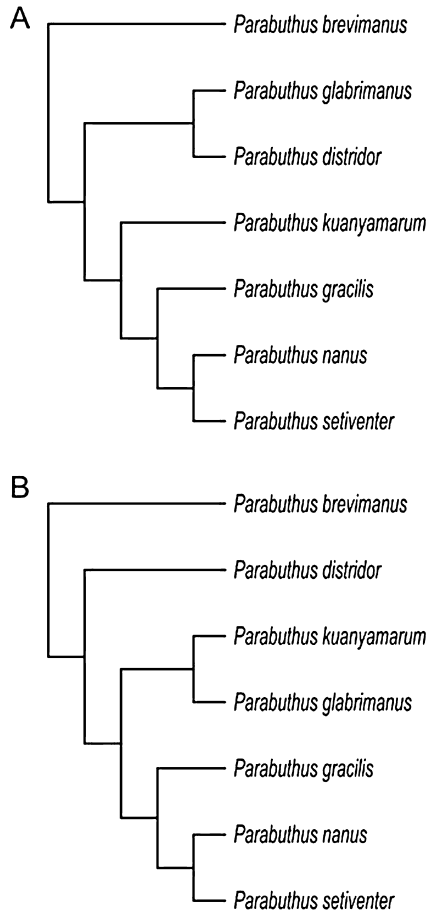 A
Parabuthus brevimanus
Parabuthus glabrimanus
Parabuthus distridor
Parabuthus kuanyamarum
Parabuthus gracilis
Parabuthus nanus
Parabuthus setiventer
B
Parabuthus brevimanus
Parabuthus distridor
Parabuthus kuanyamarum
Parabuthus glabrimanus
Parabuthus gracilis
Parabuthus nanus
Parabuthus setiventer